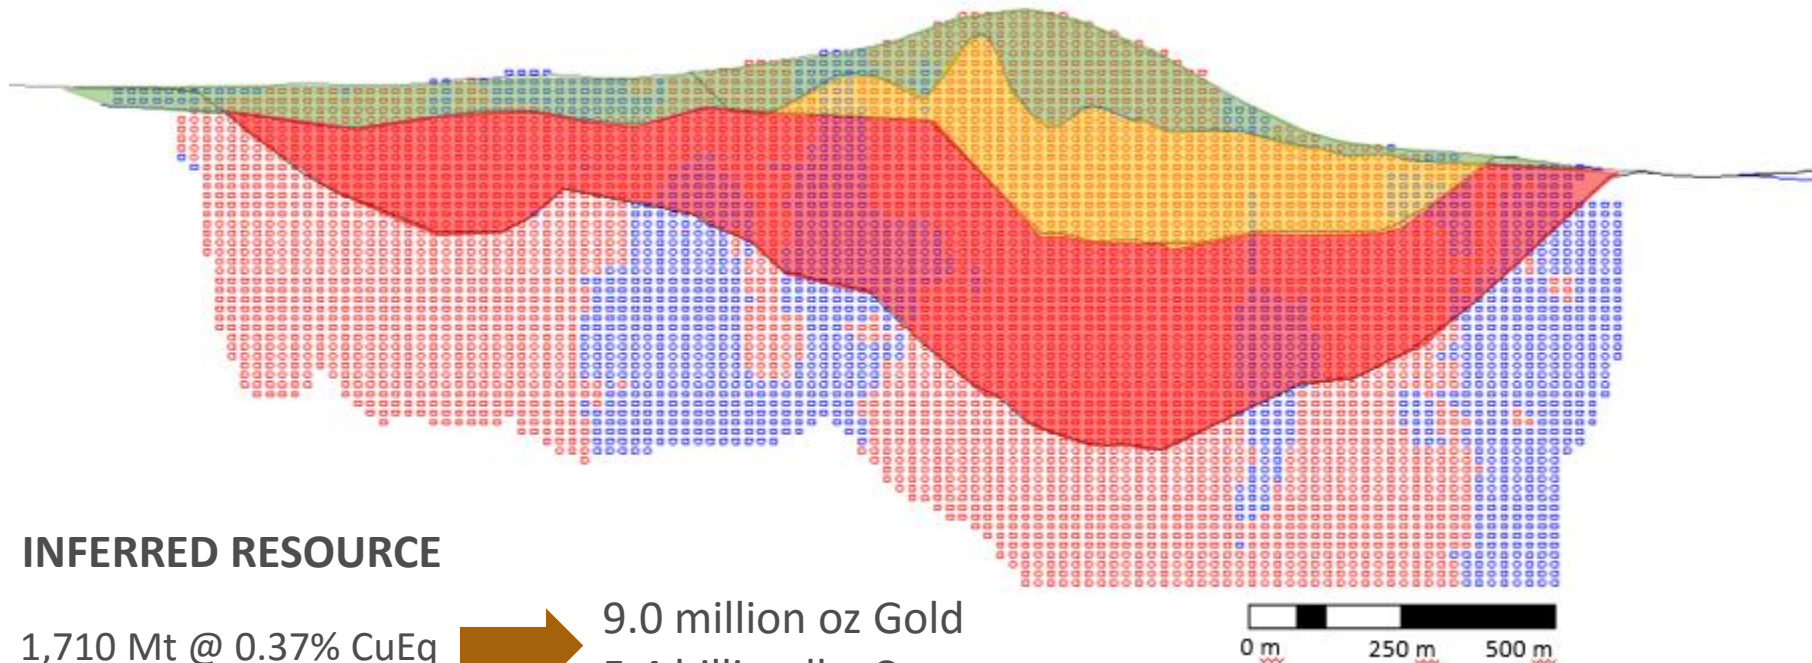 INFERRED RESOURCE
1,710 Mt @ 0.37% CuEq
9.0 million oz Gold
0 m 250 m 500 m